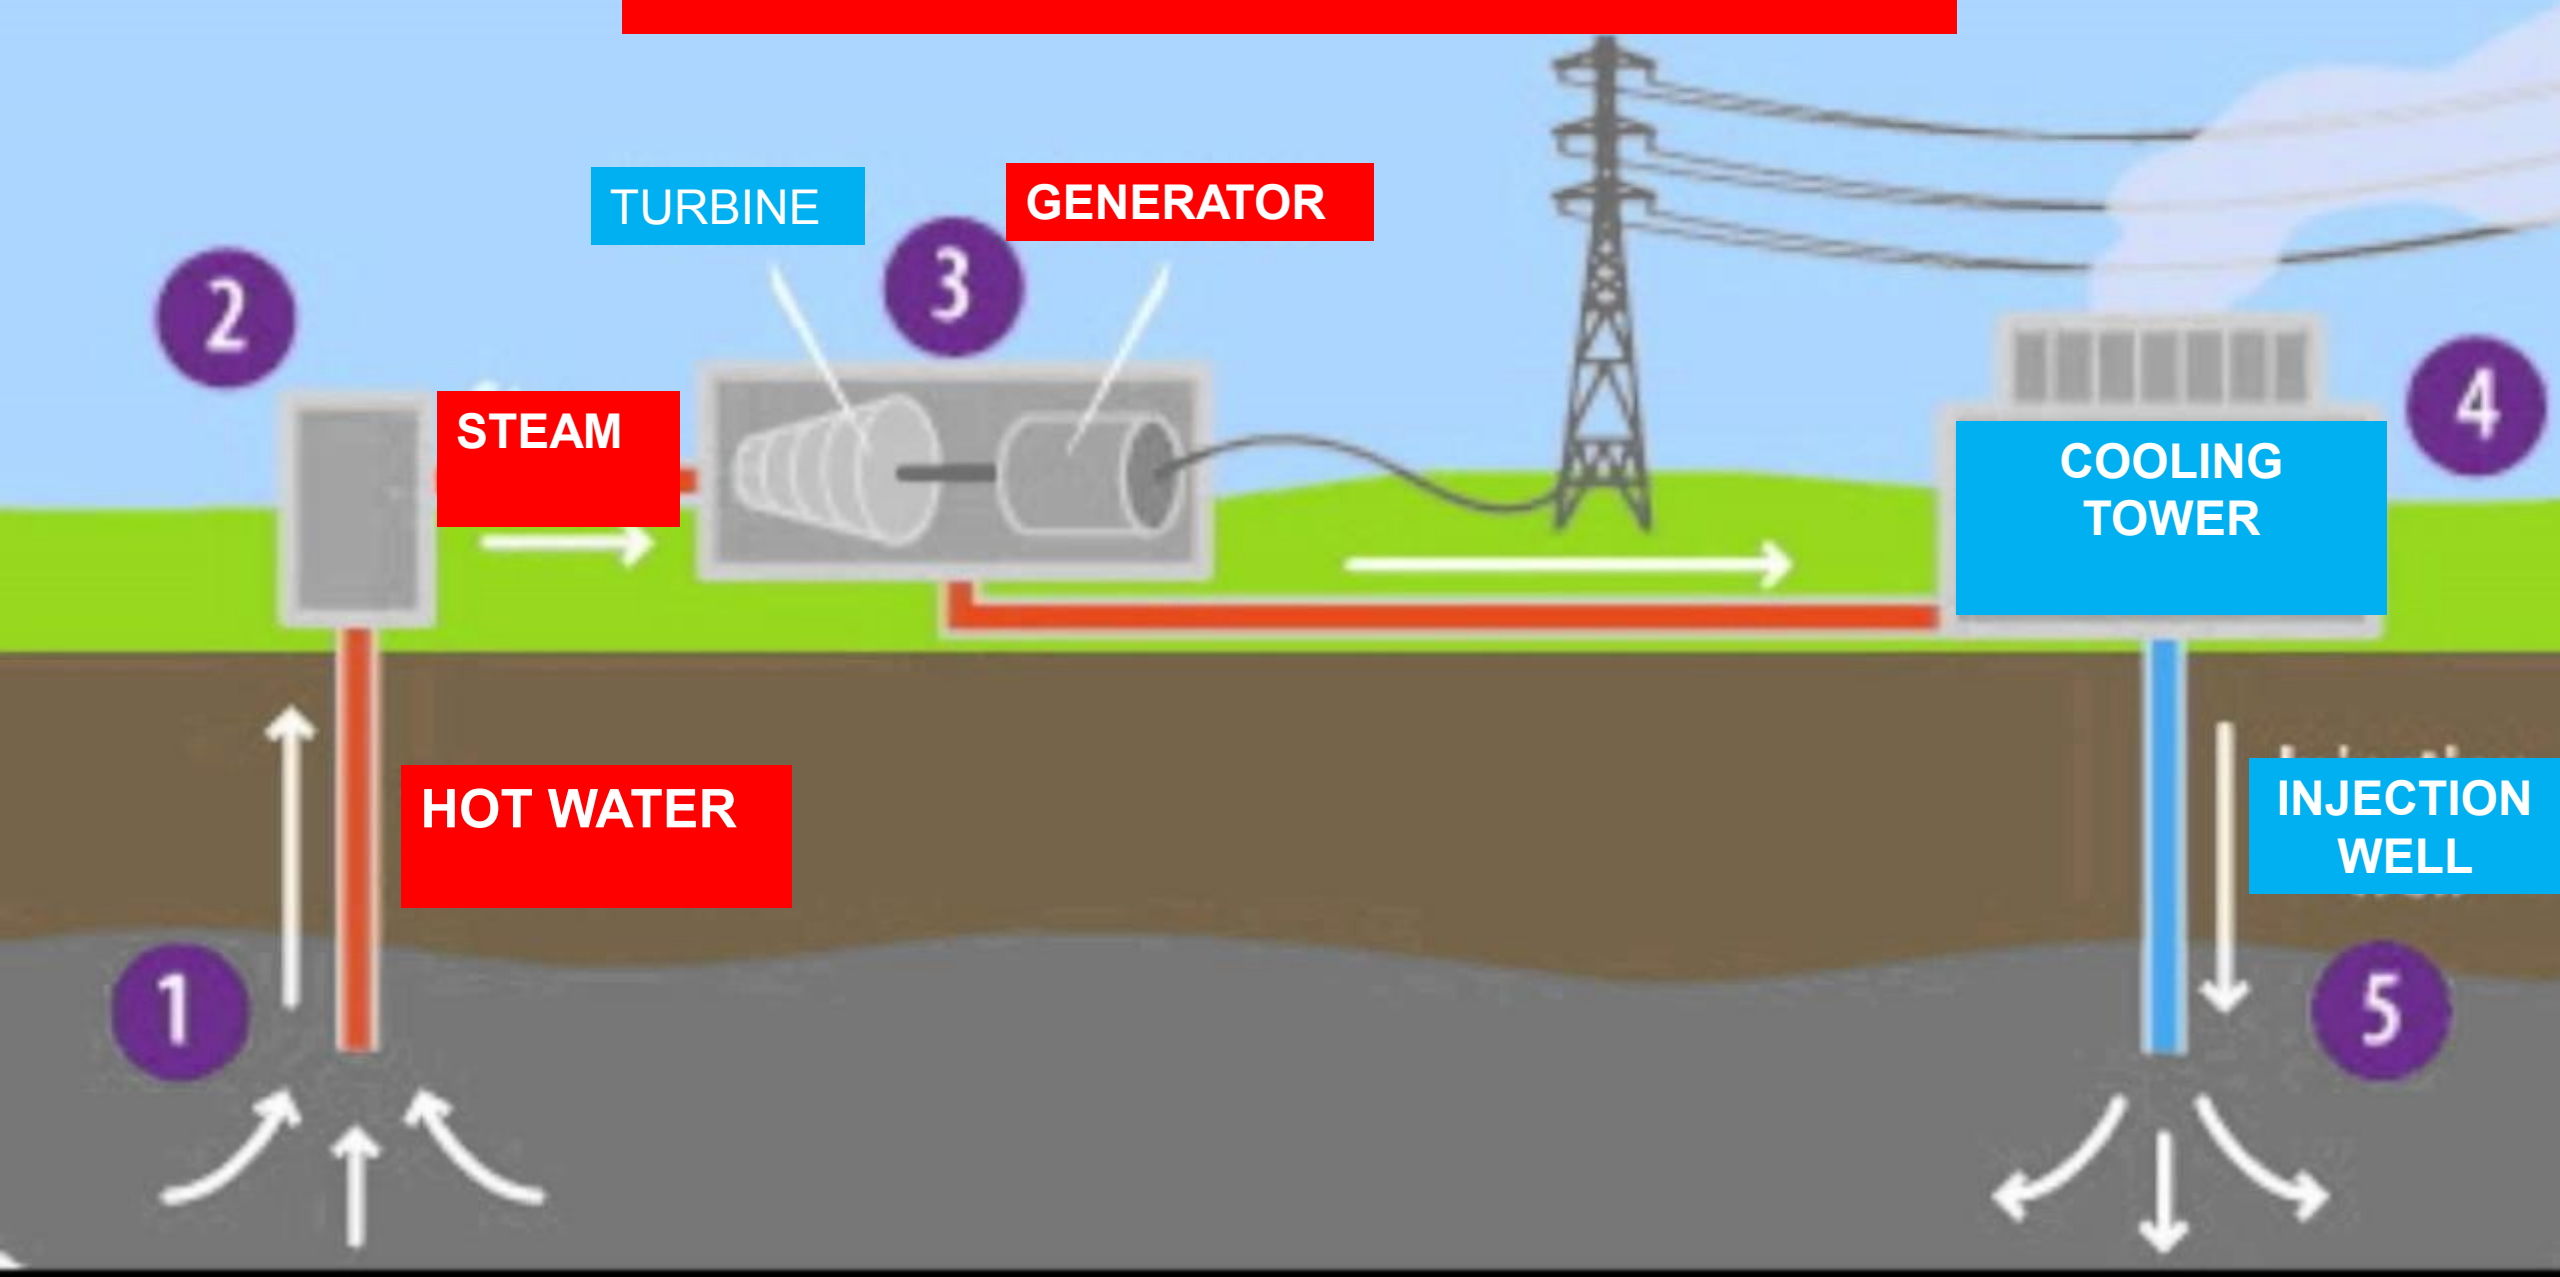 TURBINE
GENERATOR
3
2
4
STEAM
COOLING
TOWER
HOT WATER
INJECTION
WELL
1
5